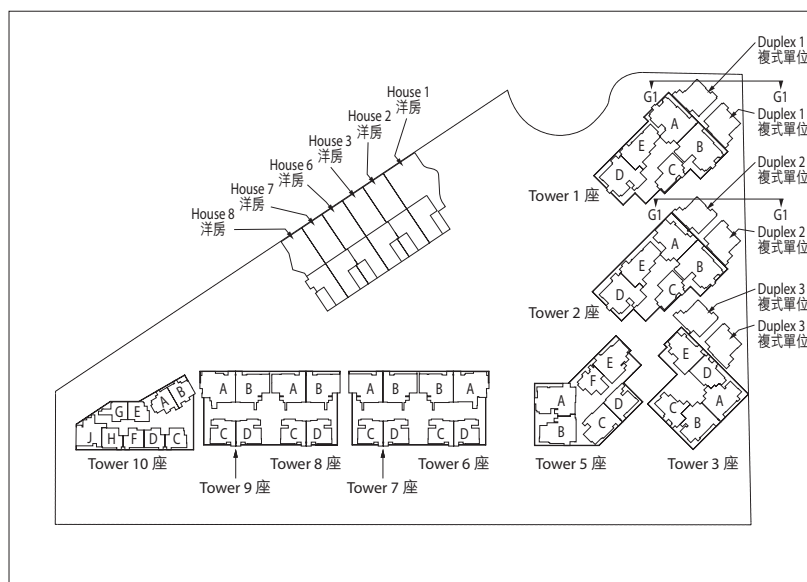 Duplex 1
複式單位
G1
G1
House 1
洋房
House 2
洋房
House 3
洋房
House 6
洋房
House 7
洋房
House 8
洋房
Duplex 1
複式單位
A
B
C
D
E
Tower 1 座
Duplex 2
複式單位
G1
G1
Duplex 2
複式單位
A
B
C
D
E
Tower 2 座
Duplex 3
複式單位
Duplex 3
複式單位
E
D
A
C
B
Tower 3 座
E
F
A
D
B
C
Tower 5 座
A
B
G
E
J
H
F
D
C
Tower 10 座
A
B
A
B
C
D
C
D
Tower 8 座
Tower 9 座
A
B
B
A
C
D
C
D
Tower 6 座
Tower 7 座